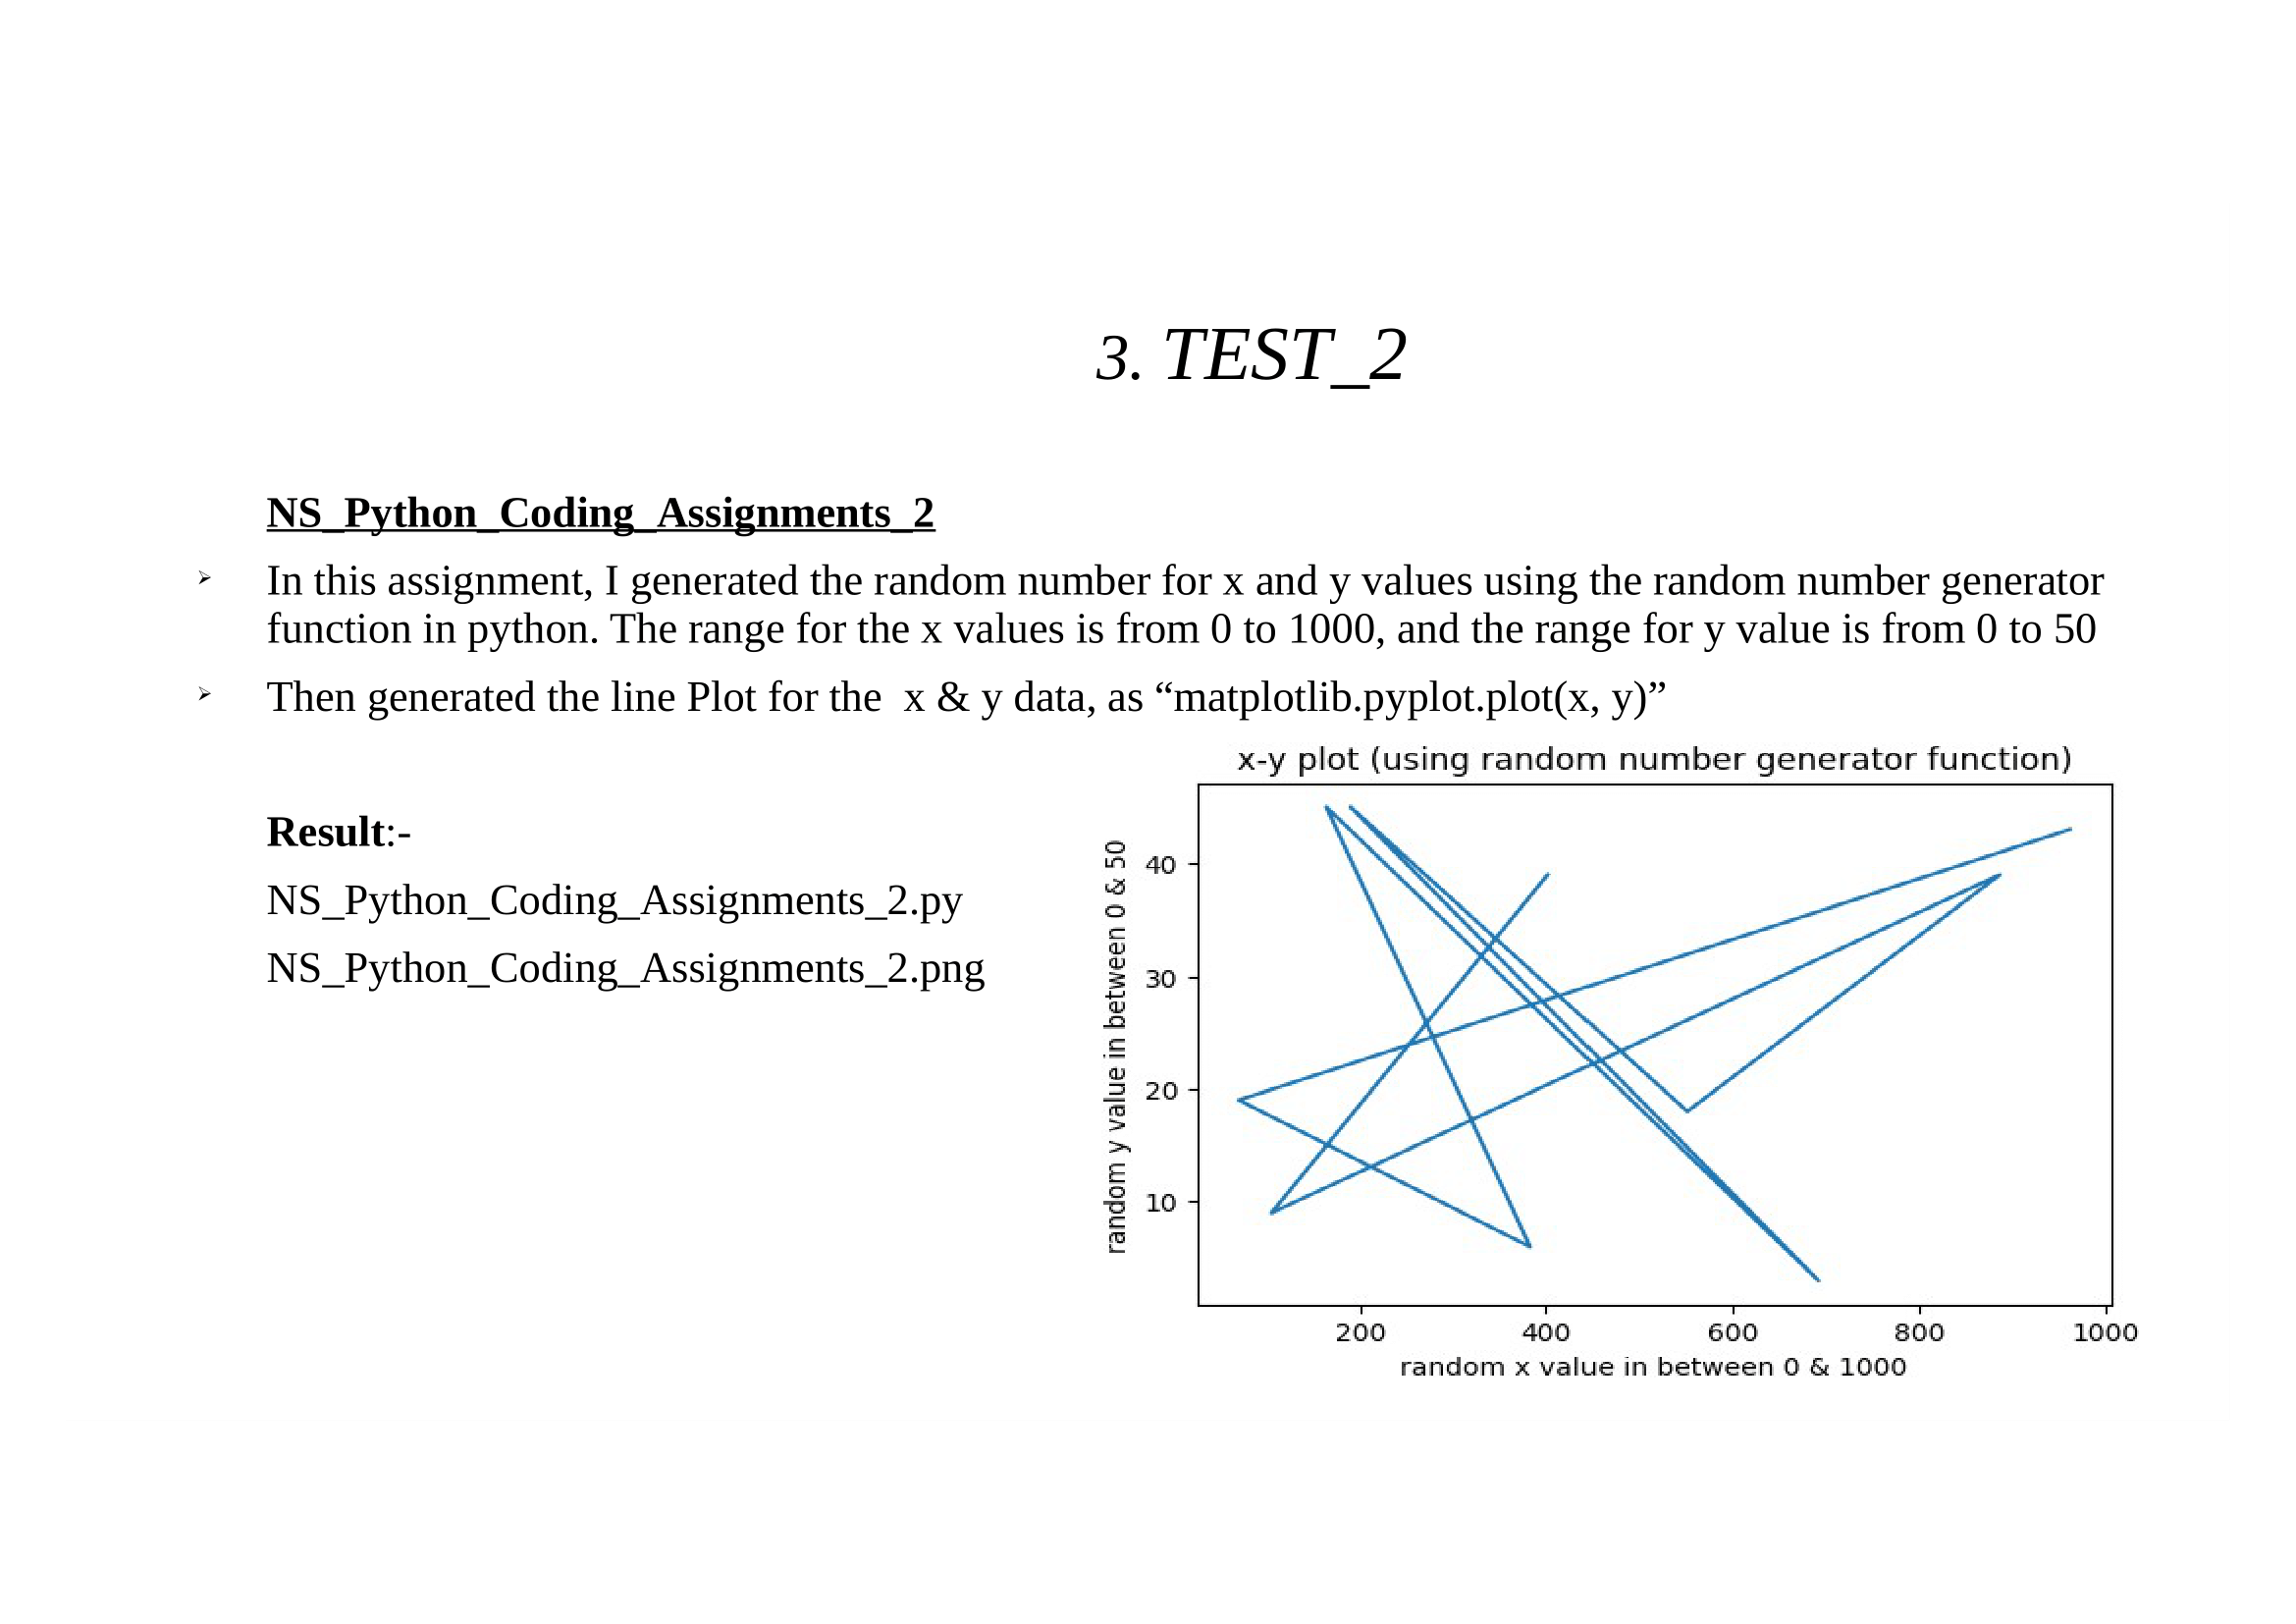 3. TEST_2
NS_Python_Coding_Assignments_2
➢ In this assignment, I generated the random number for x and y values using the random number generator
function in python. The range for the x values is from 0 to 1000, and the range for y value is from 0 to 50
➢ Then generated the line Plot for the  x & y data, as “matplotlib.pyplot.plot(x, y)”
Result:-
NS_Python_Coding_Assignments_2.py
NS_Python_Coding_Assignments_2.png
x-y plot (using random number generator function)
random y value in between 0 & 50
40
30
20
10
200 400 600 800 1000
random x value in between 0 & 1000